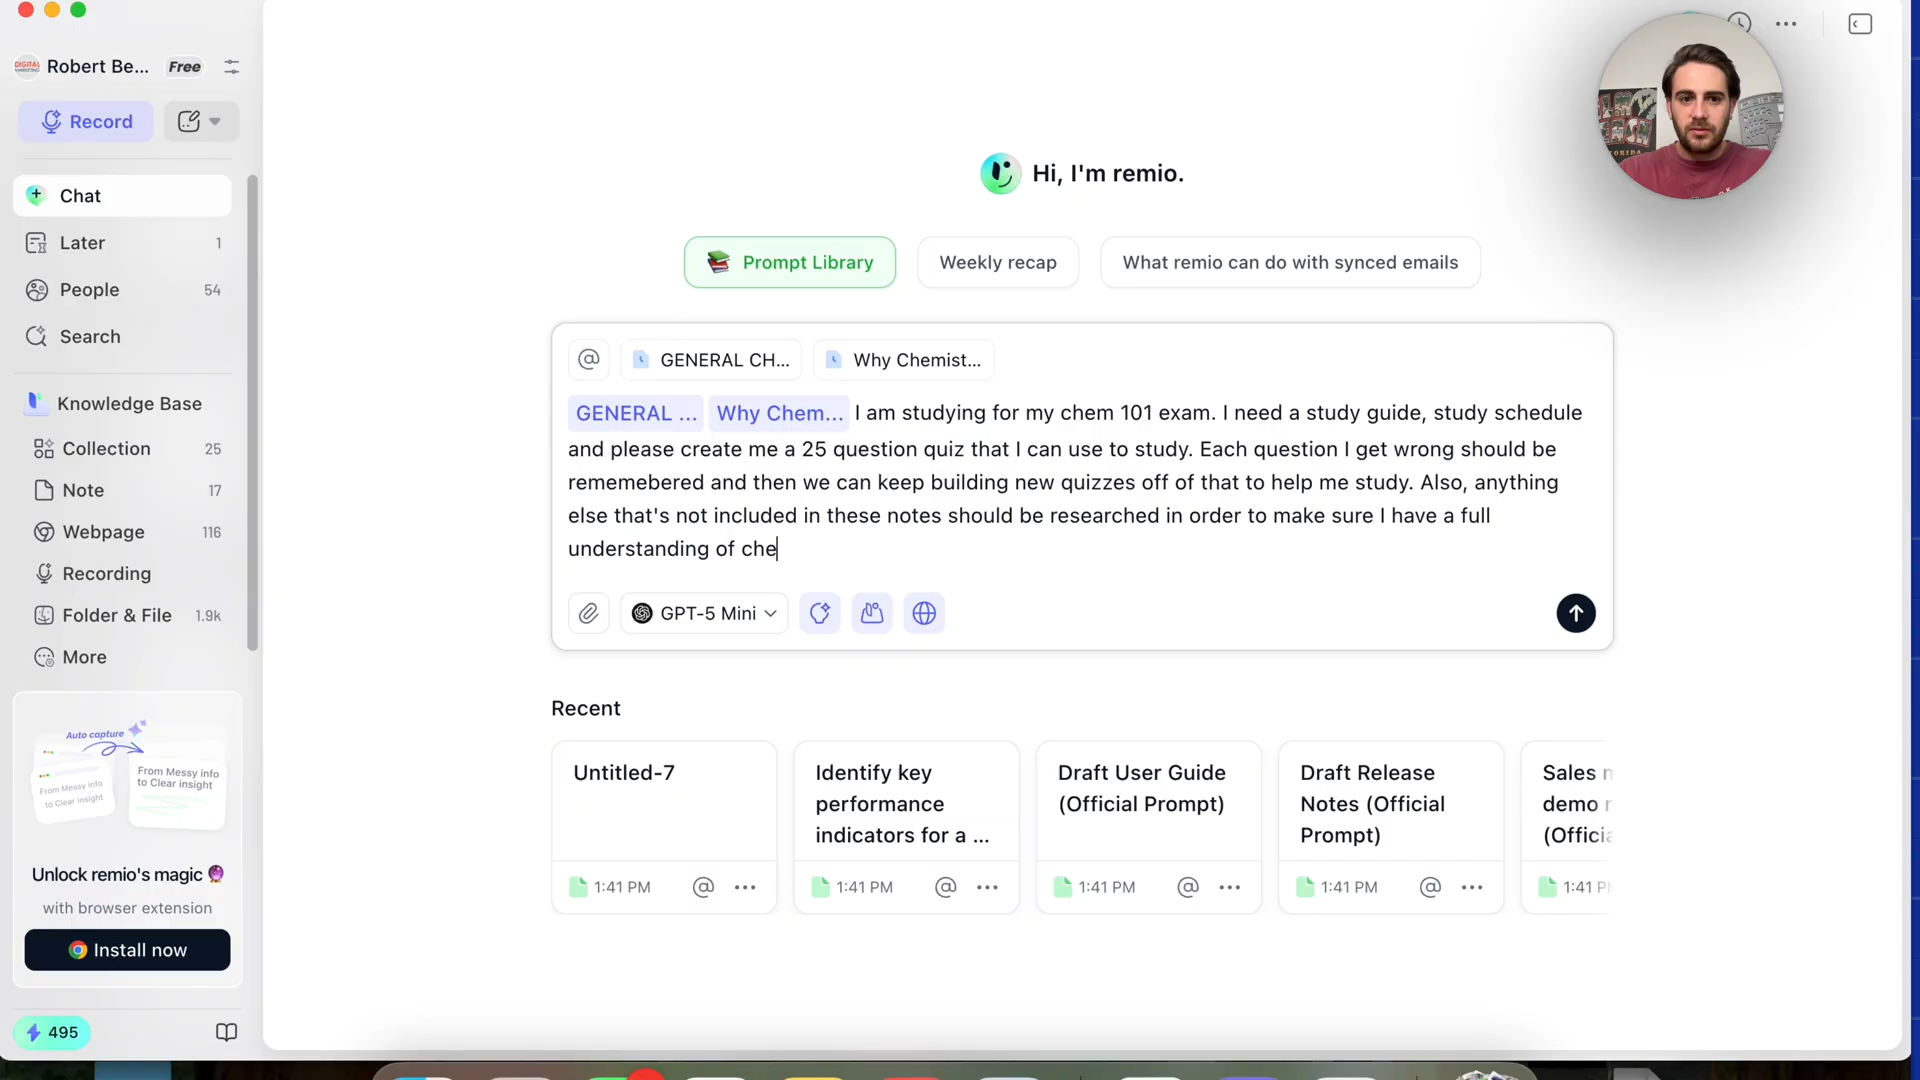 Robert Be...
Free
Record
Chat
Later 1
People 54
Search
Knowledge Base
Collection 25
Note 17
Webpage 116
Recording
Folder & File 1.9k
More
Auto capture
From Messy info
to Clear insight
From Messy info
to Clear insight
Unlock remio's magic
with browser extension
Install now
495
Hi, I'm remio.
Prompt Library
Weekly recap
What remio can do with synced emails
@ GENERAL CH... Why Chemist...
GENERAL ... Why Chem... I am studying for my chem 101 exam. I need a study guide, study schedule
and please create me a 25 question quiz that I can use to study. Each question I get wrong should be
rememebered and then we can keep building new quizzes off of that to help me study. Also, anything
else that's not included in these notes should be researched in order to make sure I have a full
understanding of che
GPT-5 Mini
Recent
Untitled-7
1:41 PM @
Identify key
performance
indicators for a ...
1:41 PM @
Draft User Guide
(Official Prompt)
1:41 PM @
Draft Release
Notes (Official
Prompt)
1:41 PM @
Sales
demo
1:41